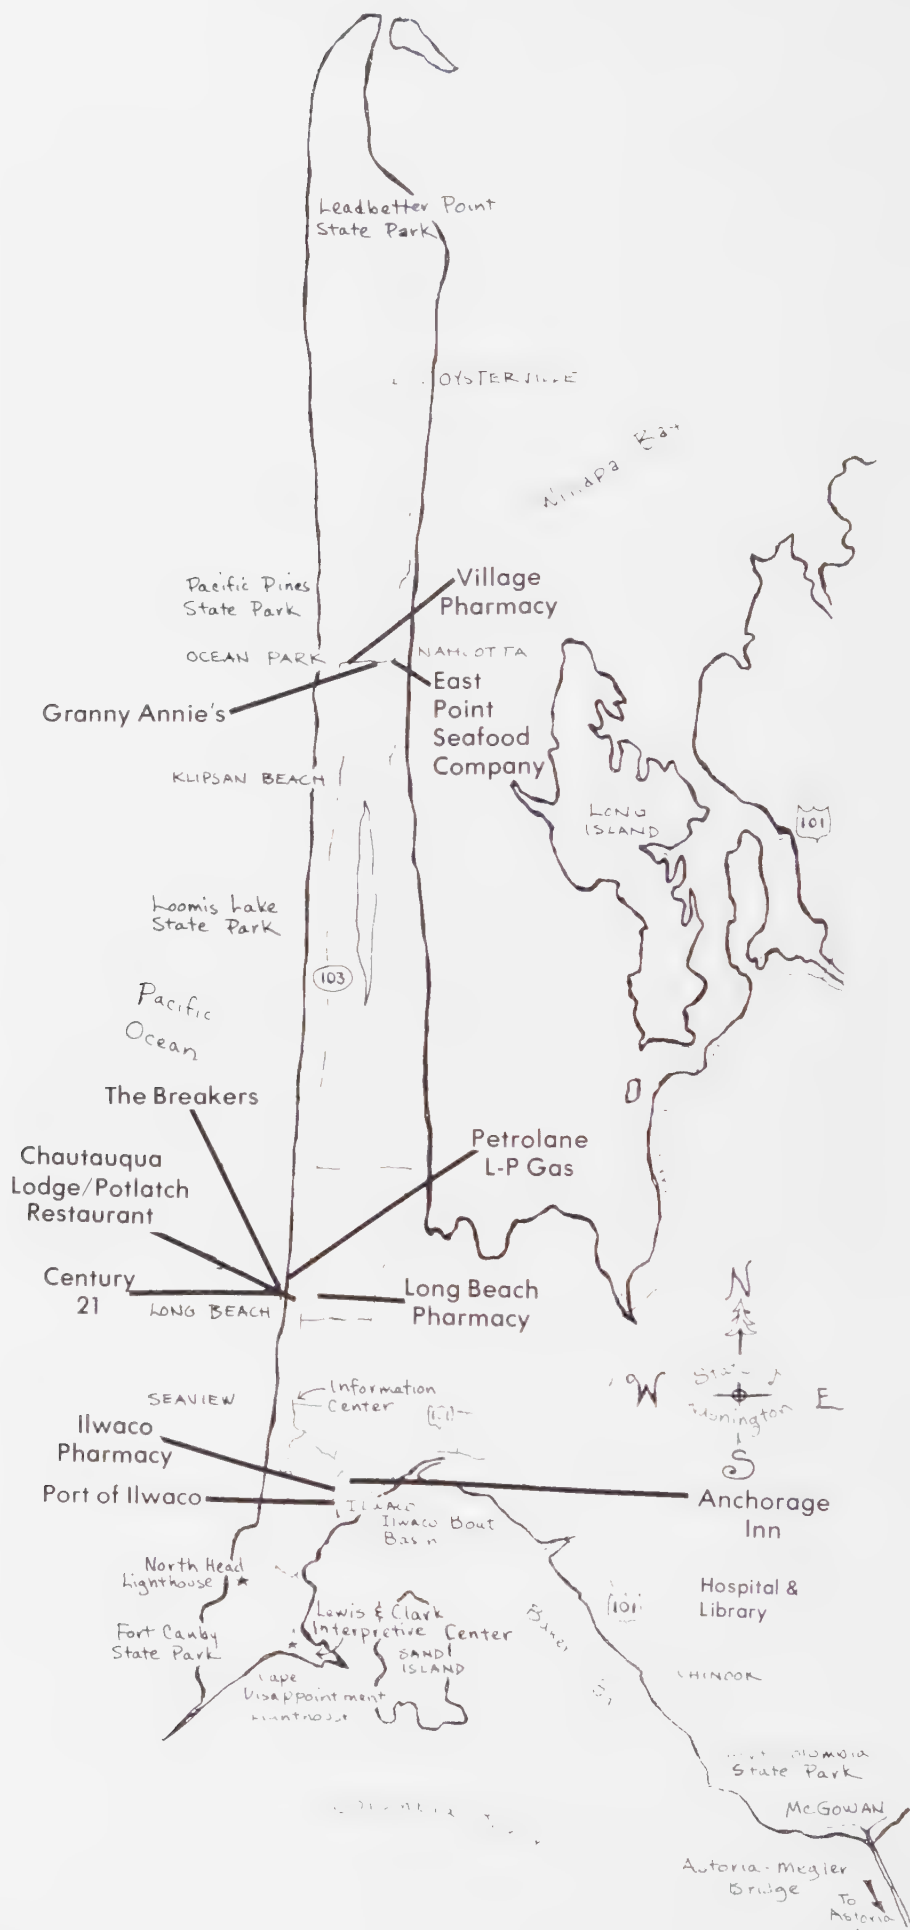 Leadbetter Point
State Park
OYSTERVILLE
Pacific Pines
State Park
Village
Pharmacy
OCEAN PARK
NAHCOTTA
Granny Annie's
East
Point
Seafood
Company
KLIPSAN BEACH
LONG
ISLAND
101
Loomis Lake
State Park
103
Pacific
Ocean
The Breakers
Petrolane
L-P Gas
Chautauqua
Lodge/Potlatch
Restaurant
Century
21
LONG BEACH
Long Beach
Pharmacy
N
W
E
S
SEAVIEW
Information
Center
Ilwaco
Pharmacy
Port of Ilwaco
Anchorage
Inn
Ilwaco Boat
Basin
North Head
Lighthouse
101
Hospital &
Library
Fort Canby
State Park
Lewis & Clark
Interpretive Center
SAND
ISLAND
Disappointment
State Park
McGOWAN
Astoria-Megler
Bridge
To
Astoria